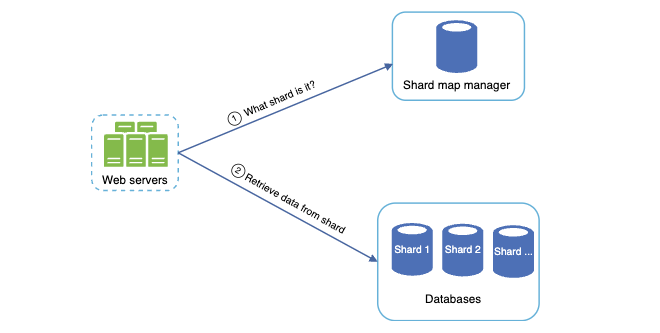 Shard map manager
① What shard is it?
Web servers
② Retrieve data from shard
Shard 1
Shard 2
Shard ...
Databases